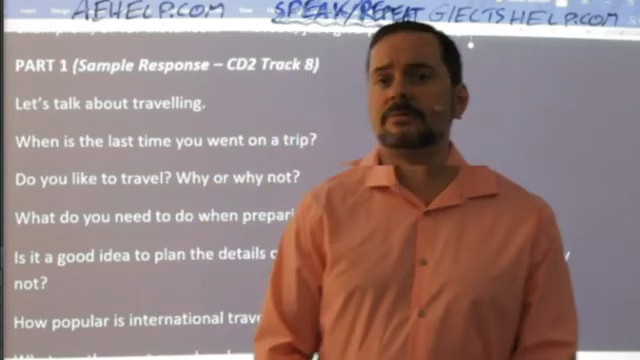 AEHELP.COM SPEAK/REPEAT GIELTSHELP.COM
PART 1 (Sample Response – CD2 Track 8)
Let's talk about travelling.
When is the last time you went on a trip?
Do you like to travel? Why or why not?
What do you need to do when
Is it a good idea to plan the details
not?
How popular is international